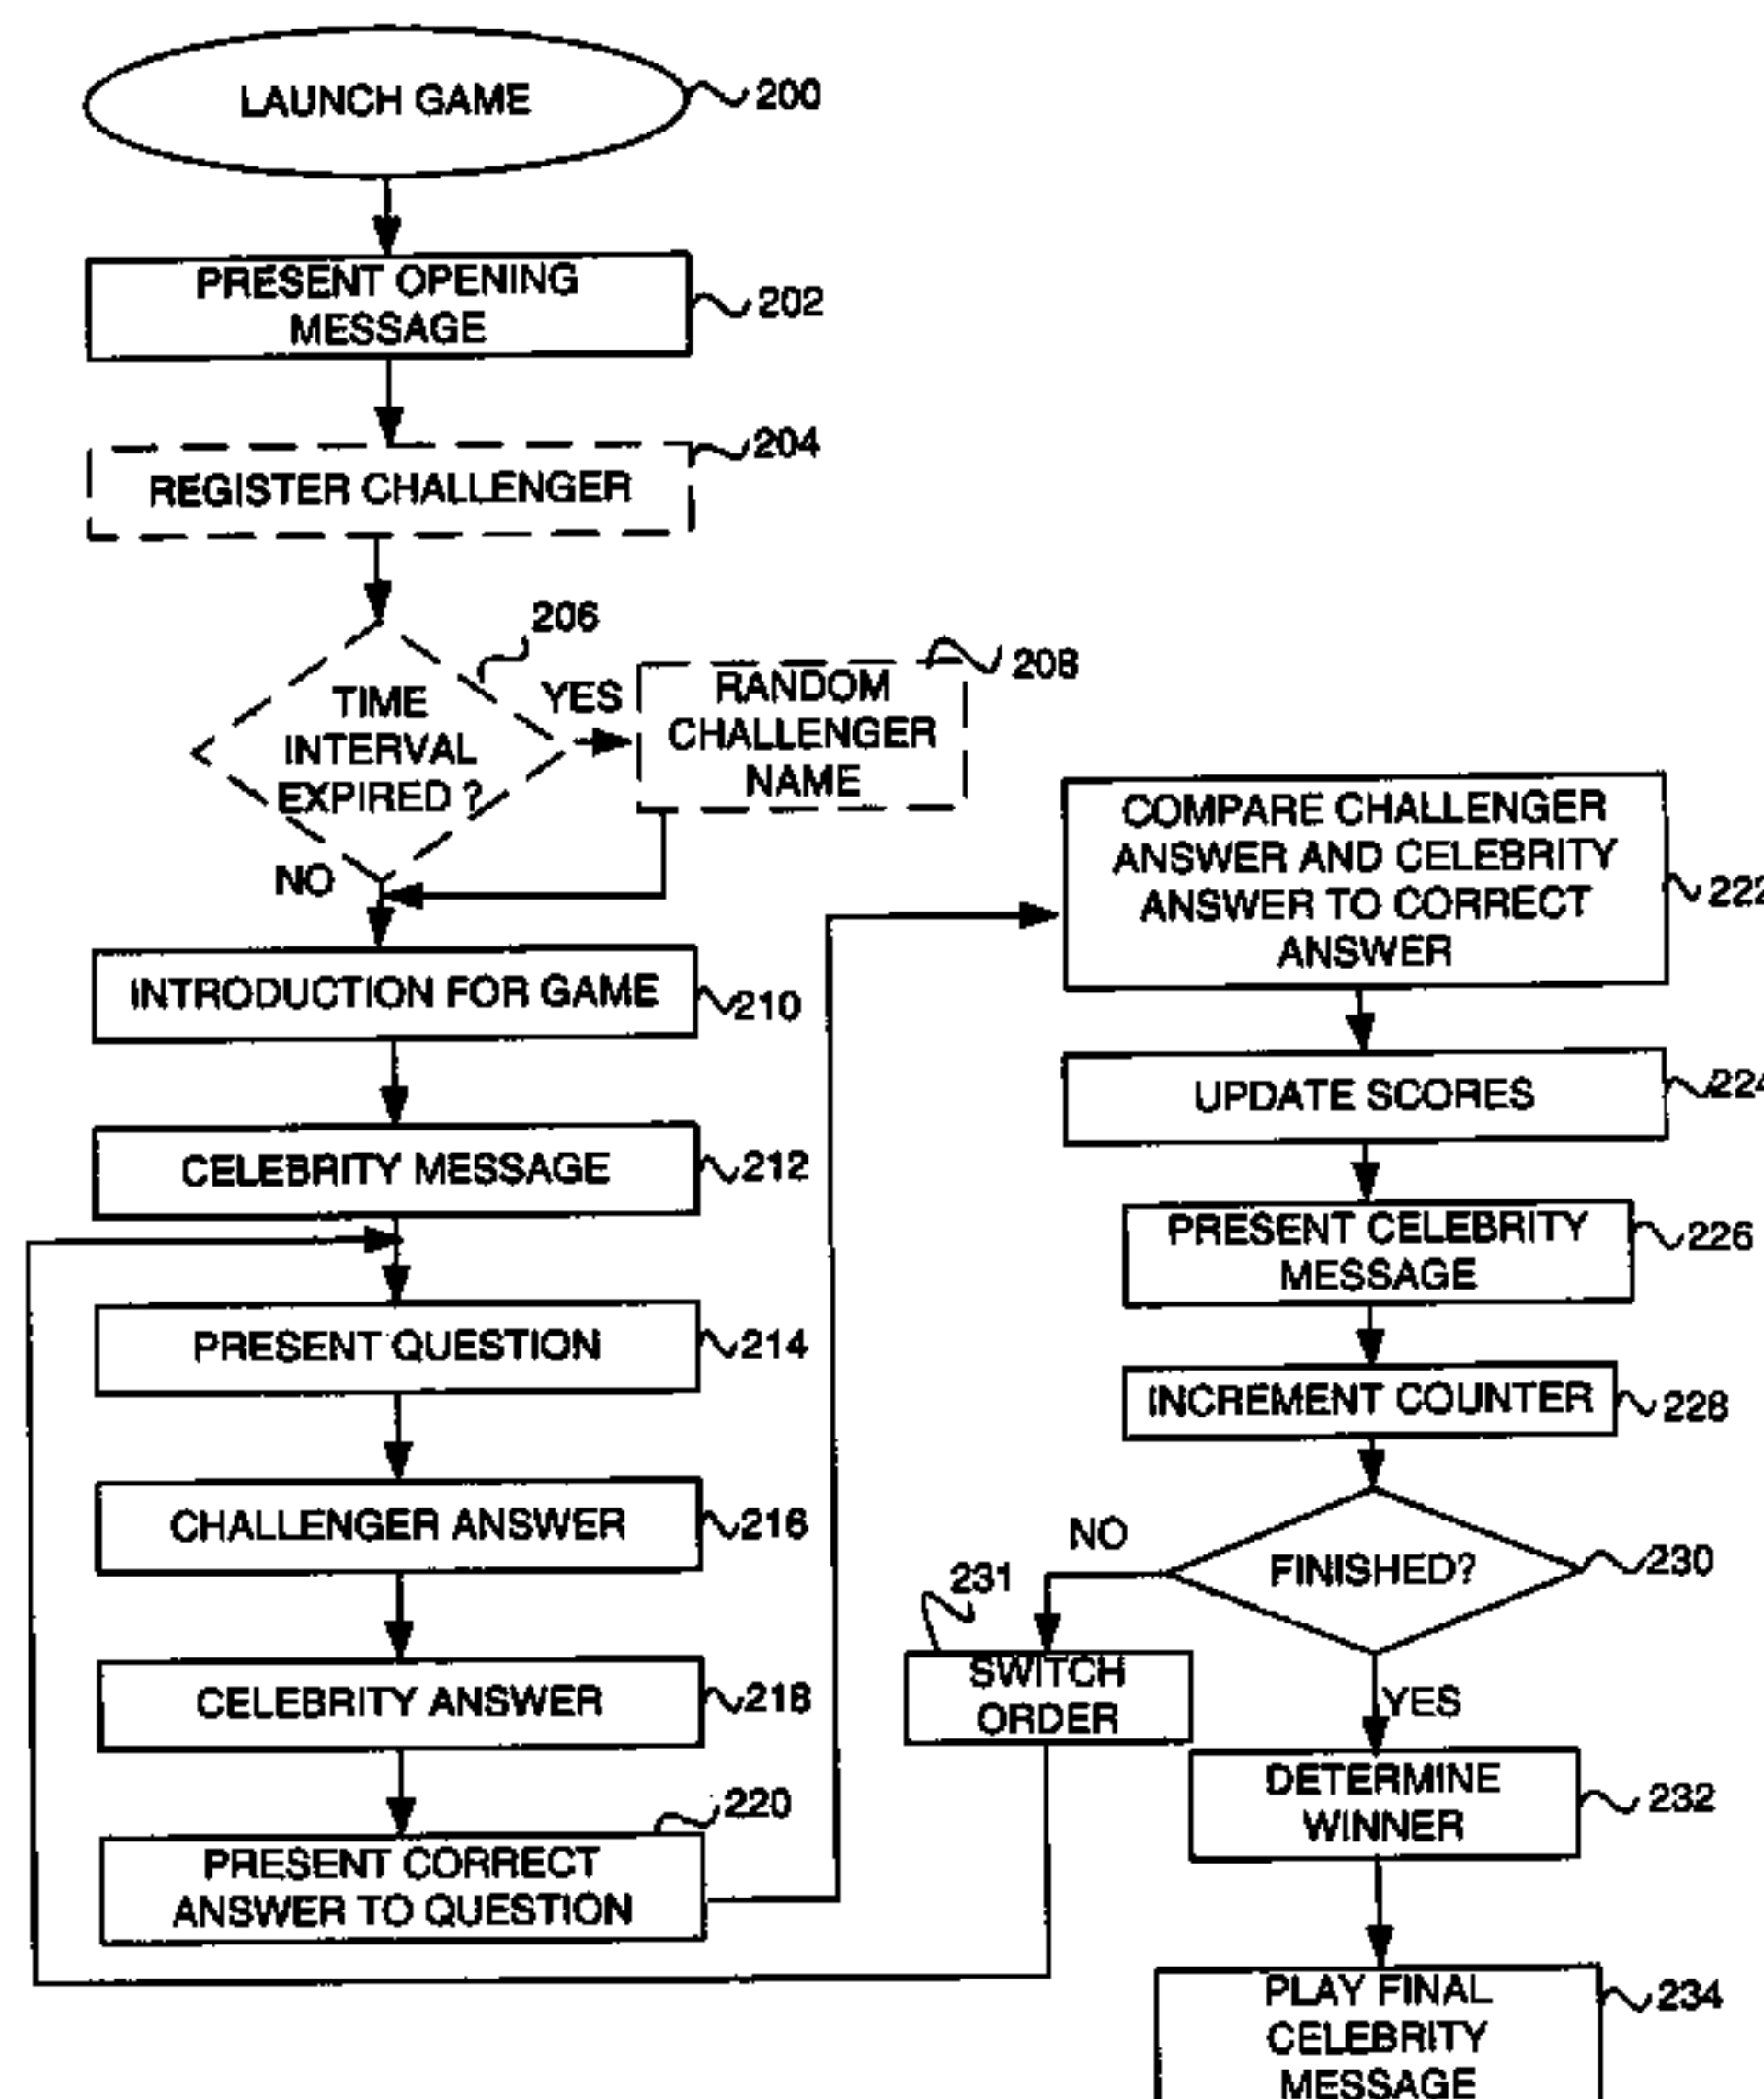 LAUNCH GAME
200
PRESENT OPENING
MESSAGE
202
204
REGISTER CHALLENGER
206
TIME
INTERVAL
EXPIRED ?
YES
NO
208
RANDOM
CHALLENGER
NAME
INTRODUCTION FOR GAME
210
CELEBRITY MESSAGE
212
PRESENT QUESTION
214
CHALLENGER ANSWER
216
CELEBRITY ANSWER
218
220
PRESENT CORRECT
ANSWER TO QUESTION
COMPARE CHALLENGER
ANSWER AND CELEBRITY
ANSWER TO CORRECT
ANSWER
222
UPDATE SCORES
224
PRESENT CELEBRITY
MESSAGE
226
INCREMENT COUNTER
228
NO
FINISHED?
230
231
SWITCH
ORDER
YES
DETERMINE
WINNER
232
PLAY FINAL
CELEBRITY
MESSAGE
234